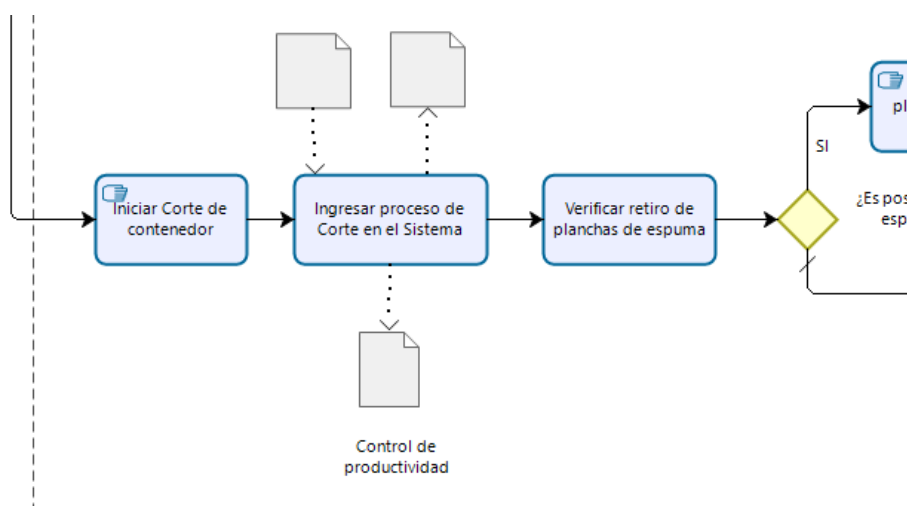 Iniciar Corte de
contenedor
Ingresar proceso de
Corte en el Sistema
Verificar retiro de
planchas de espuma
SI
Control de
productividad